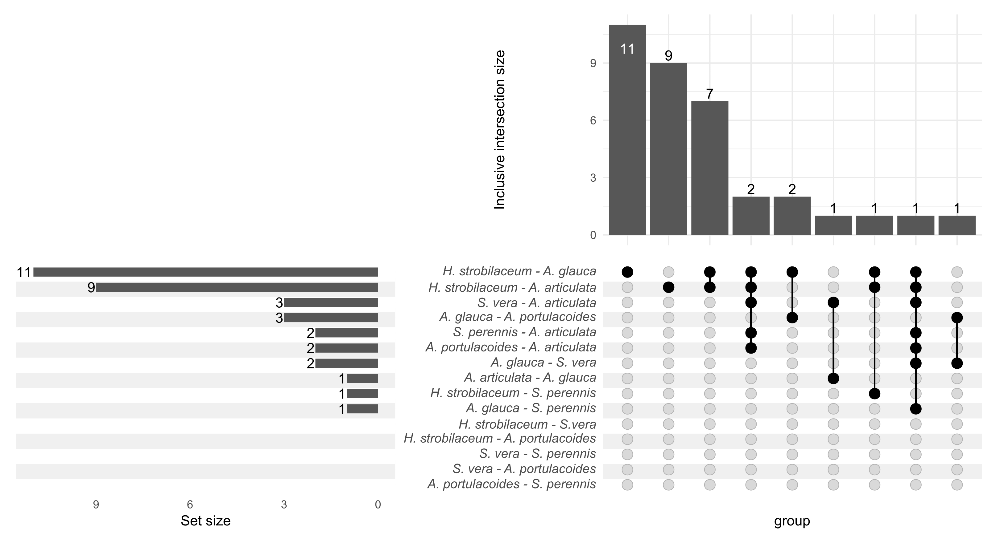 Inclusive intersection size
9
6
3
0
11
9
7
2
2
1
1
1
1
11
9
3
3
2
2
2
1
1
1
H. strobilaceum - A. glauca
H. strobilaceum - A. articulata
S. vera - A. articulata
A. glauca - A. portulacoides
S. perennis - A. articulata
A. portulacoides - A. articulata
A. glauca - S. vera
A. articulata - A. glauca
H. strobilaceum - S. perennis
A. glauca - S. perennis
H. strobilaceum - S.vera
H. strobilaceum - A. portulacoides
S. vera - S. perennis
S. vera - A. portulacoides
A. portulacoides - S. perennis
9 6 3 0
Set size
group